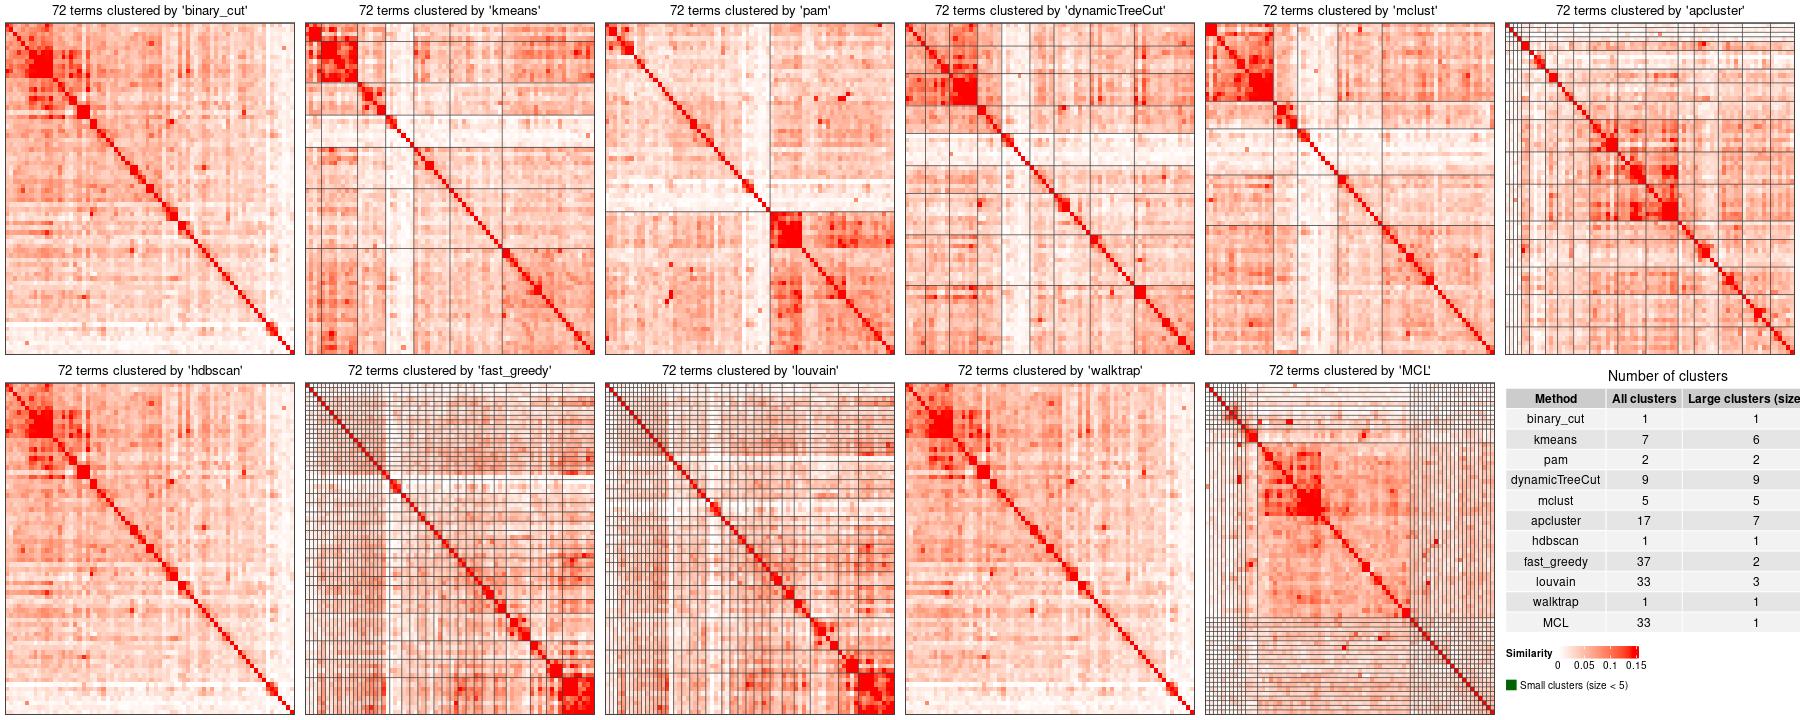 72 terms clustered by 'binary_cut'
72 terms clustered by 'kmeans'
72 terms clustered by 'pam'
72 terms clustered by 'dynamicTreeCut'
72 terms clustered by 'mclust'
72 terms clustered by 'apcluster'
72 terms clustered by 'hdbscan'
72 terms clustered by 'fast_greedy'
72 terms clustered by 'louvain'
72 terms clustered by 'walktrap'
72 terms clustered by 'MCL'
Number of clusters
Method All clusters Large clusters (size
binary_cut 1 1
kmeans 7 6
pam 2 2
dynamicTreeCut 9 9
mclust 5 5
apcluster 17 7
hdbscan 1 1
fast_greedy 37 2
louvain 33 3
walktrap 1 1
MCL 33 1
Similarity
0 0.05 0.1 0.15
Small clusters (size < 5)